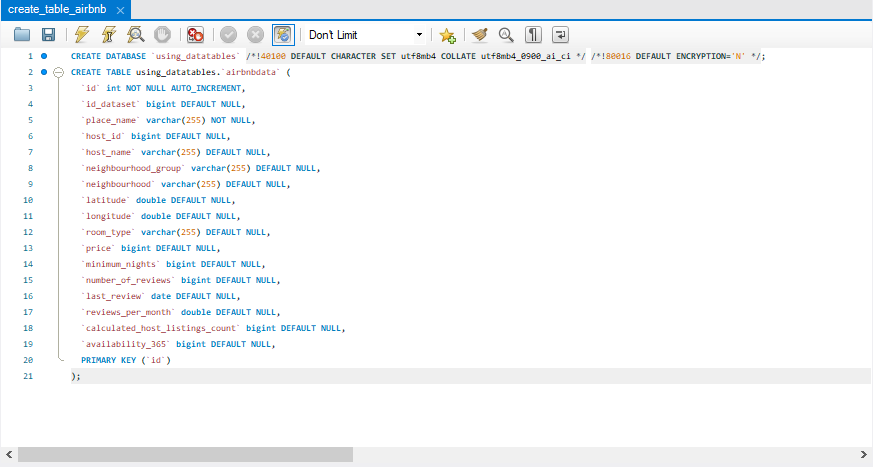 create_table_airbnb ×
Don't Limit
1 CREATE DATABASE `using_datatables` /*!40100 DEFAULT CHARACTER SET utf8mb4 COLLATE utf8mb4_0900_ai_ci */ /*!80016 DEFAULT ENCRYPTION='N' */;
2 CREATE TABLE using_datatables.`airbnbdata` (
3 `id` int NOT NULL AUTO_INCREMENT,
4 `id_dataset` bigint DEFAULT NULL,
5 `place_name` varchar(255) NOT NULL,
6 `host_id` bigint DEFAULT NULL,
7 `host_name` varchar(255) DEFAULT NULL,
8 `neighbourhood_group` varchar(255) DEFAULT NULL,
9 `neighbourhood` varchar(255) DEFAULT NULL,
10 `latitude` double DEFAULT NULL,
11 `longitude` double DEFAULT NULL,
12 `room_type` varchar(255) DEFAULT NULL,
13 `price` bigint DEFAULT NULL,
14 `minimum_nights` bigint DEFAULT NULL,
15 `number_of_reviews` bigint DEFAULT NULL,
16 `last_review` date DEFAULT NULL,
17 `reviews_per_month` double DEFAULT NULL,
18 `calculated_host_listings_count` bigint DEFAULT NULL,
19 `availability_365` bigint DEFAULT NULL,
20 PRIMARY KEY (`id`)
21 );